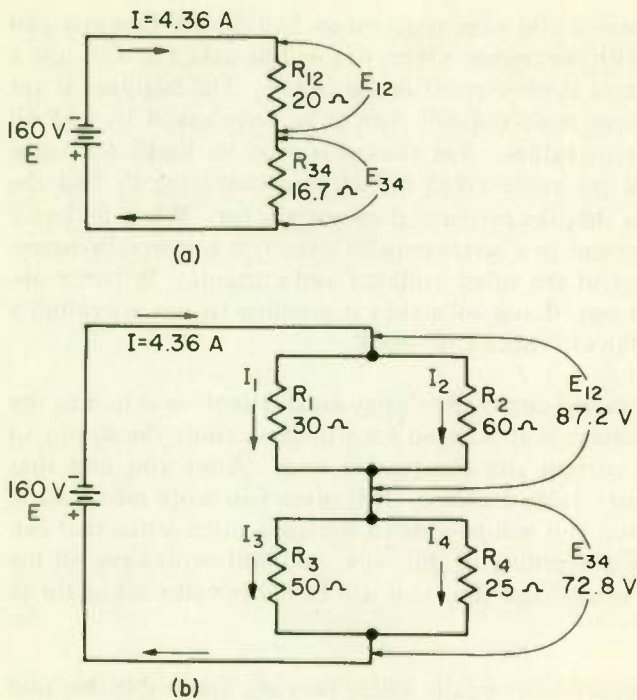 I=4.36 A
R12
20 Ω
E12
160 V
−
E
+
R34
16.7 Ω
E34
(a)
I=4.36 A
I1
R1
30 Ω
I2
R2
60 Ω
E12
87.2 V
160 V
−
E
+
I3
R3
50 Ω
I4
R4
25 Ω
E34
72.8 V
(b)